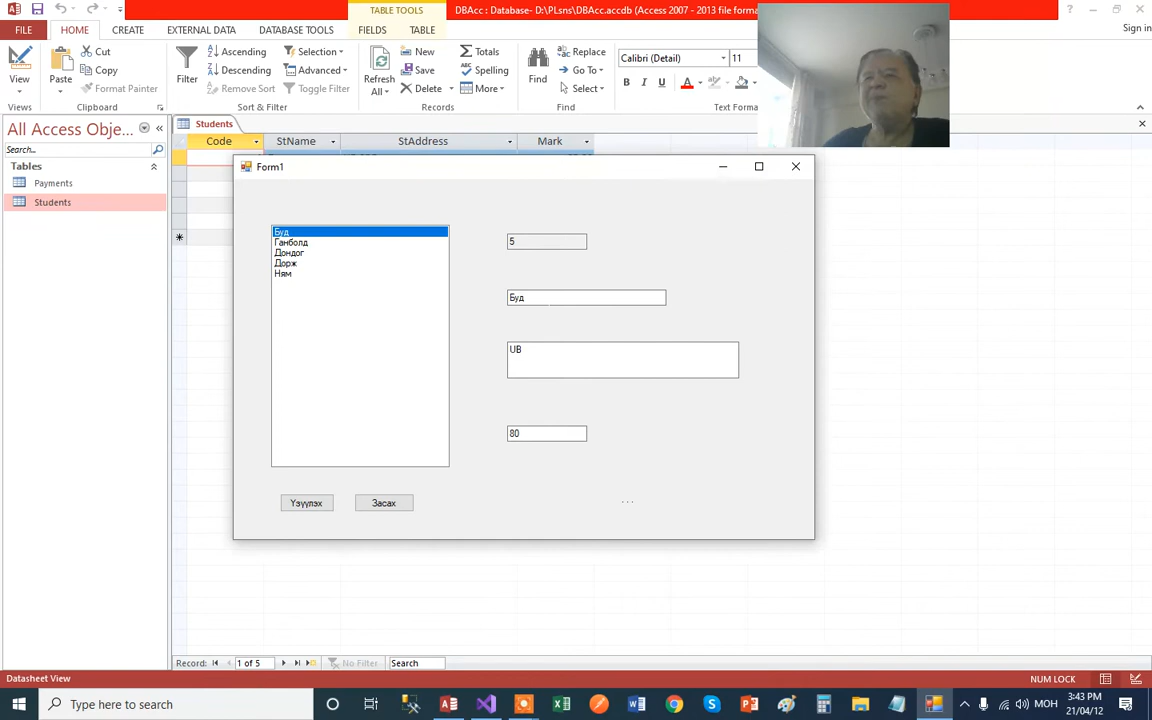 TABLE TOOLS
DBAcc : Database- D:\PLsns\DBAcc.accdb (Access 2007 - 2013 file forma
?
FILE
HOME
CREATE
EXTERNAL DATA
DATABASE TOOLS
FIELDS
TABLE
Sign in
View
Views
Paste
Cut
Copy
Format Painter
Clipboard
Filter
Ascending
Descending
Remove Sort
Selection
Advanced
Toggle Filter
Sort & Filter
Refresh
All
New
Save
Delete
Totals
Spelling
More
Records
Find
Replace
Go To
Select
Find
Calibri (Detail)
11
B I U A
Text Form
All Access Obje...
Search...
Tables
Payments
Students
Students
Code
StName
StAddress
Mark
Form1
Буд
Ганболд
Дондог
Дорж
Ням
5
Буд
UB
80
Үзүүлэх
Засах
...
Record:
1 of 5
No Filter
Search
Datasheet View
NUM LOCK
Type here to search
МОН
3:43 PM
21/04/12